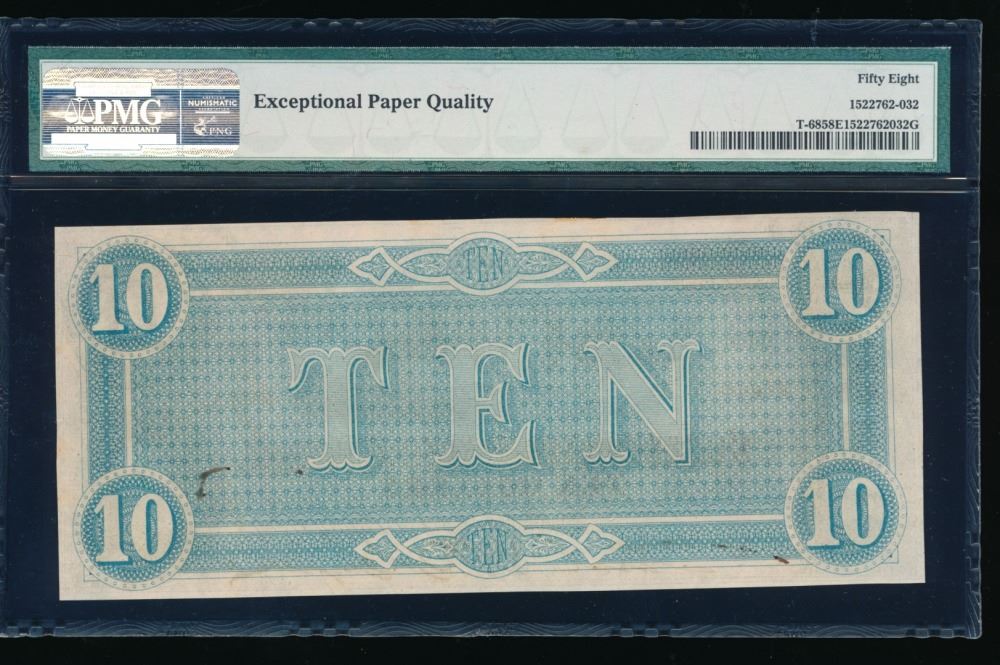 PMG
PAPER MONEY GUARANTY
NUMISMATIC
PNG
Exceptional Paper Quality
Fifty Eight
1522762-032
T-6858E1522762032G
10
TEN
10
TEN
10
TEN
10